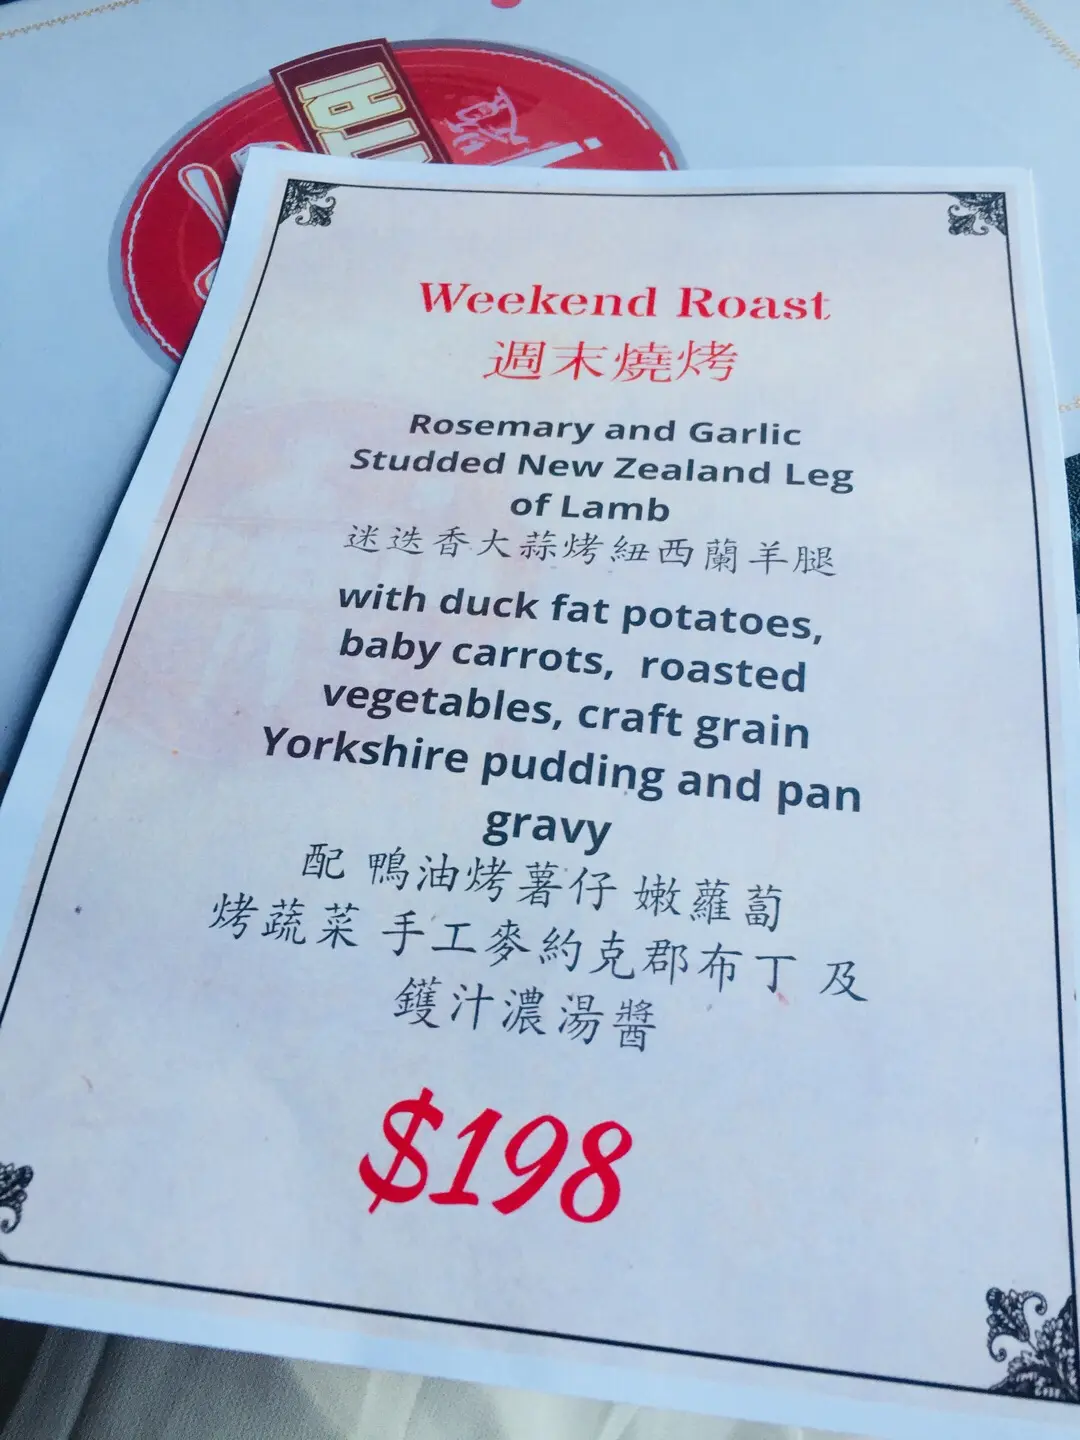 Weekend Roast
週末燒烤
Rosemary and Garlic
Studded New Zealand Leg
of Lamb
迷迭香大蒜烤紐西蘭羊腿
with duck fat potatoes,
baby carrots, roasted
vegetables, craft grain
Yorkshire pudding and pan
gravy
配 鴨油烤薯仔 嫩蘿蔔
烤蔬菜 手工麥約克郡布丁 及
鑊汁濃湯醬
$198